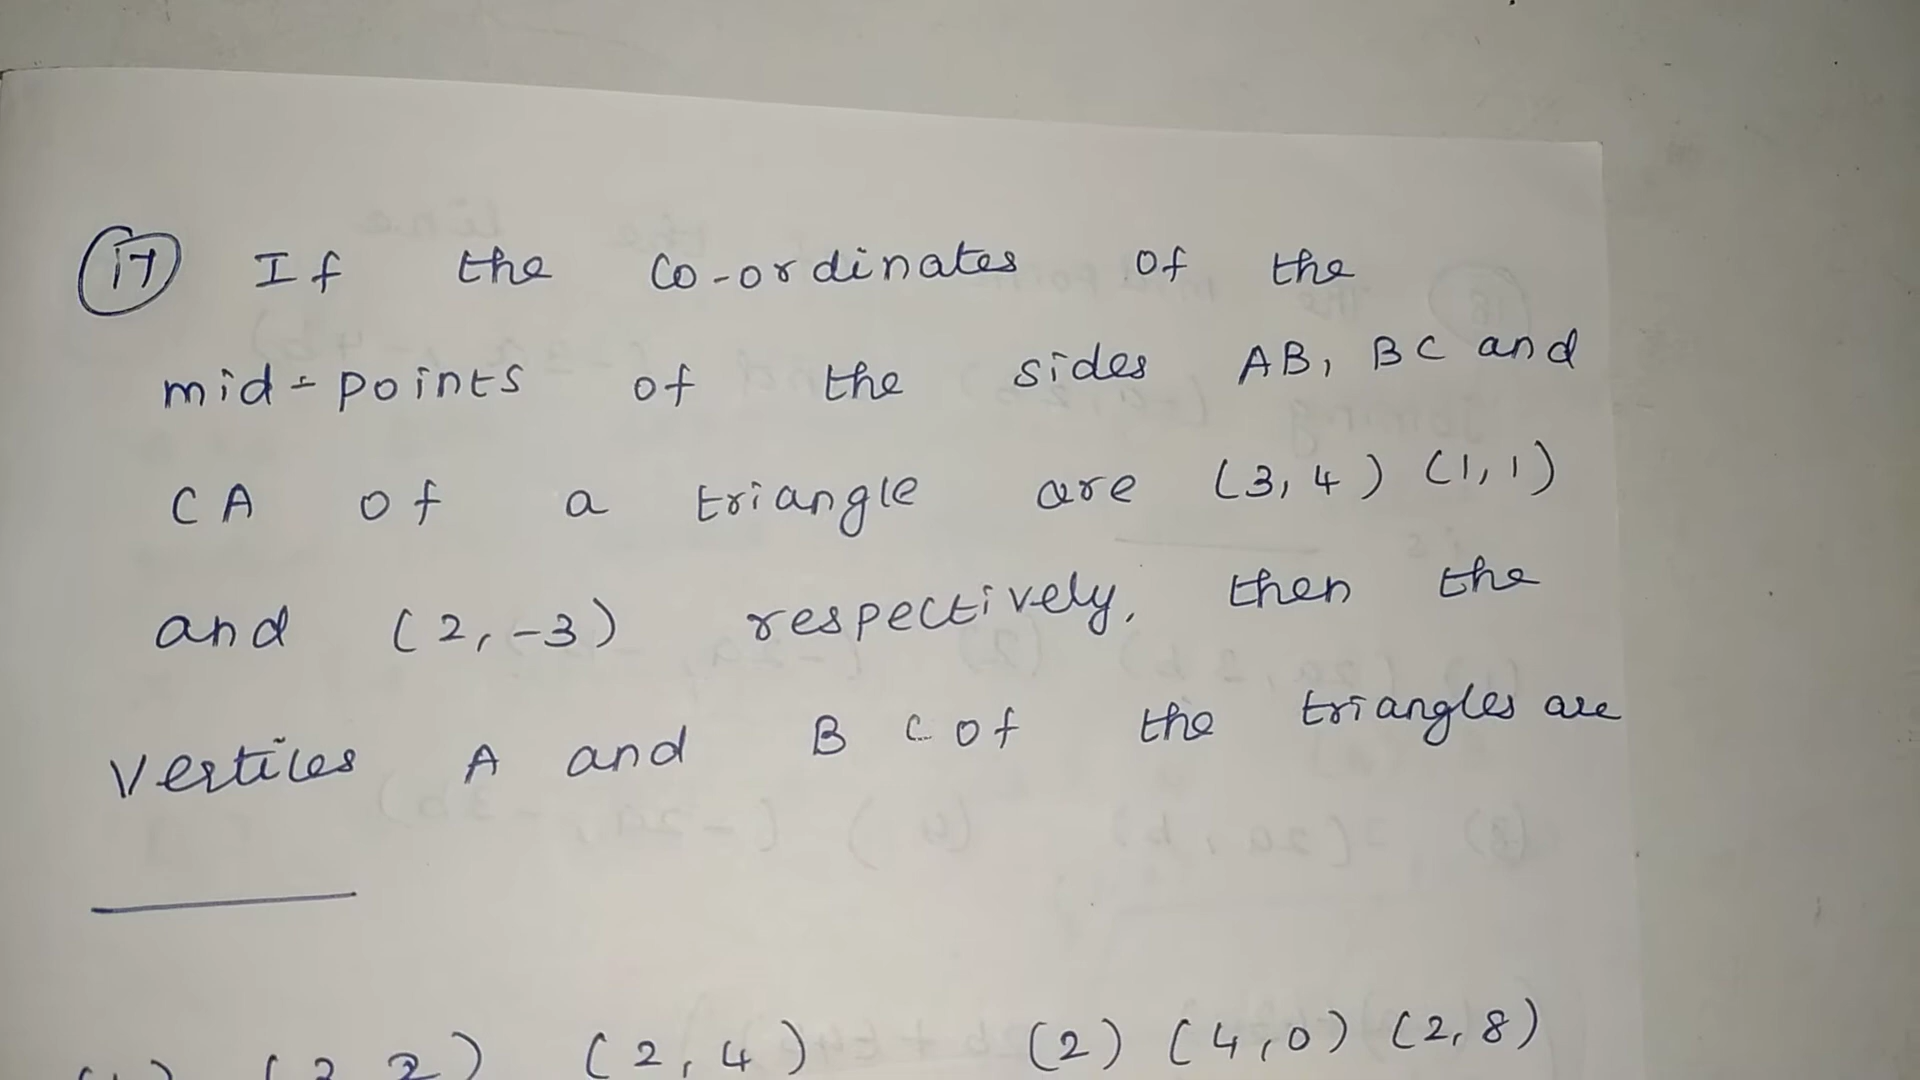 (17) If the co-ordinates of the
mid-points of the sides AB, BC and
CA of a triangle are (3,4) (1,1)
and (2,-3) respectively, then the
vertices A and B C of the triangles are
(2,4) (2) (4,0) (2,8)